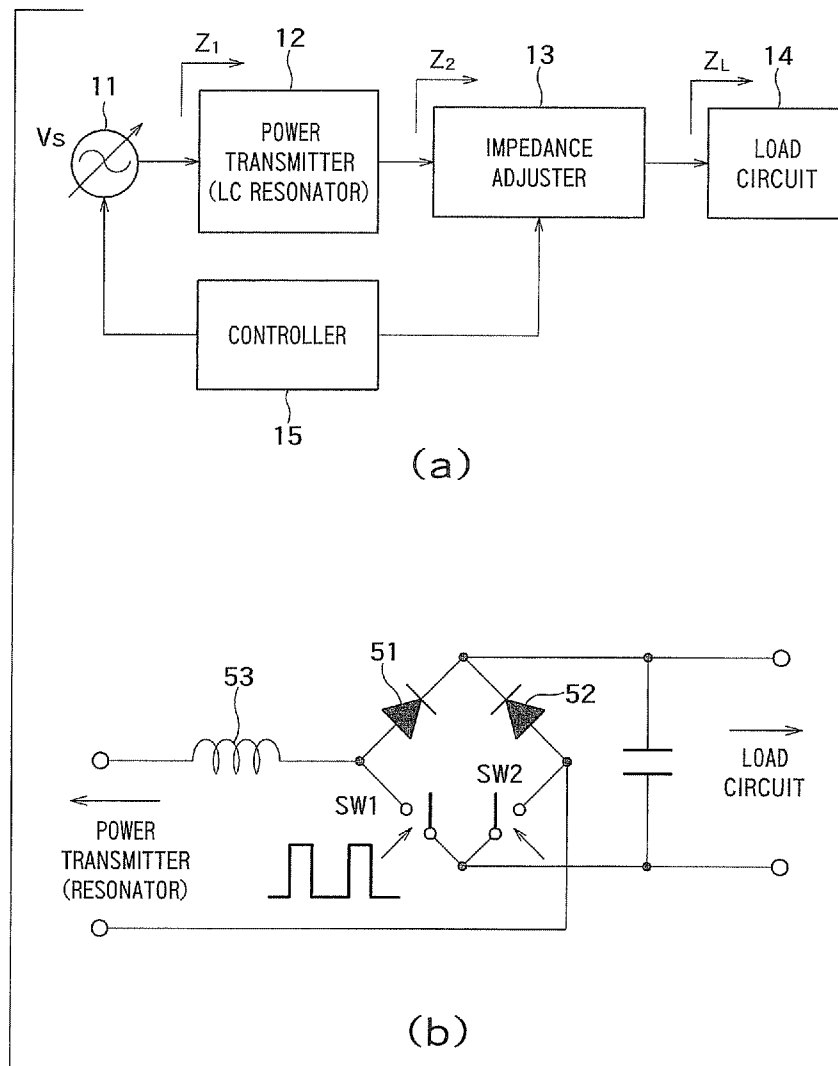 Z1
12
Z2
13
ZL
14
11
Vs
POWER
TRANSMITTER
(LC RESONATOR)
IMPEDANCE
ADJUSTER
LOAD
CIRCUIT
CONTROLLER
15
(a)
51
52
53
SW1
SW2
LOAD
CIRCUIT
POWER
TRANSMITTER
(RESONATOR)
(b)